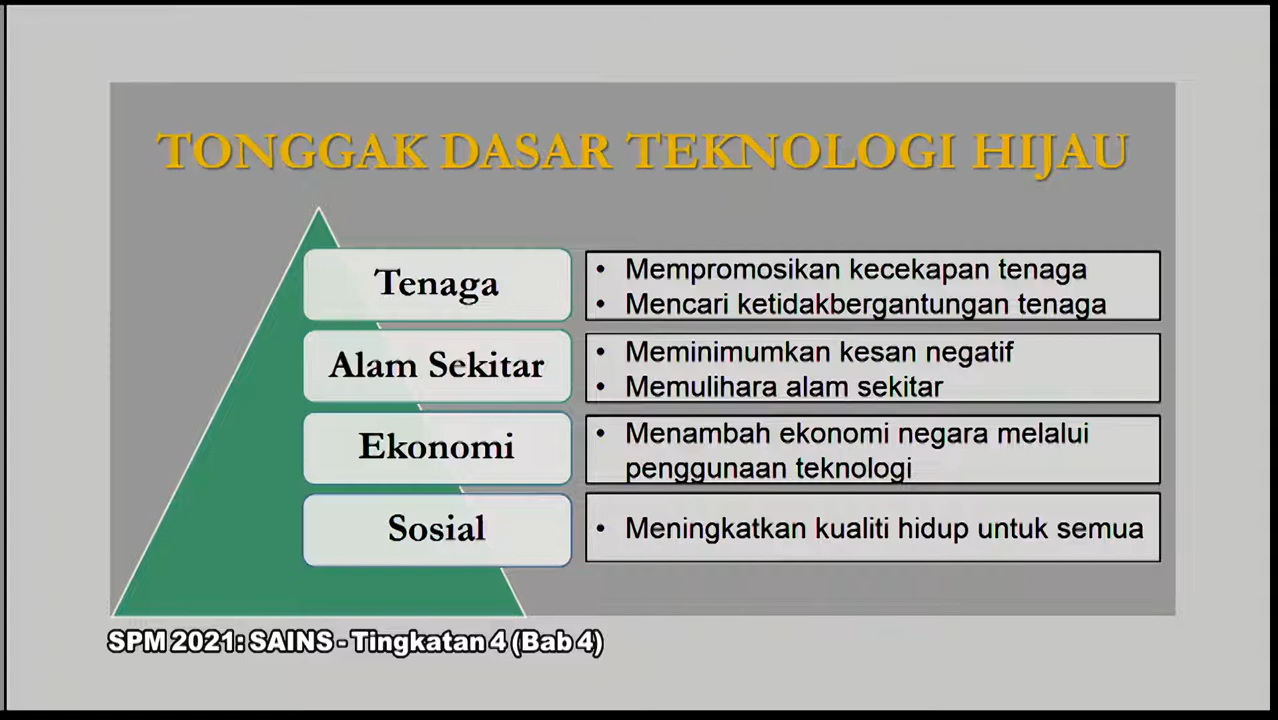 TONGGAK DASAR TEKNOLOGI HIJAU
Tenaga
• Mempromosikan kecekapan tenaga
• Mencari ketidakbergantungan tenaga
Alam Sekitar
• Meminimumkan kesan negatif
• Memulihara alam sekitar
Ekonomi
• Menambah ekonomi negara melalui
penggunaan teknologi
Sosial
• Meningkatkan kualiti hidup untuk semua
SPM 2021: SAINS - Tingkatan 4 (Bab 4)